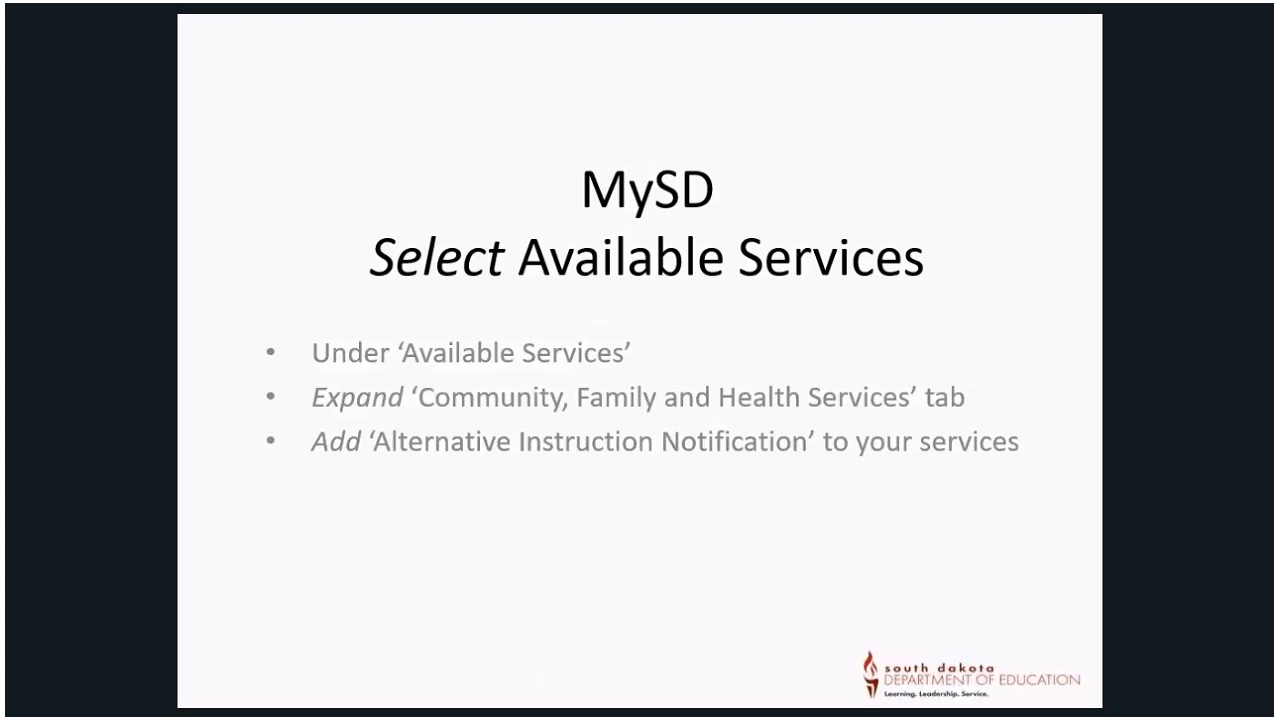 MySD
Select Available Services
• Under ‘Available Services’
• Expand ‘Community, Family and Health Services’ tab
• Add ‘Alternative Instruction Notification’ to your services
south dakota
DEPARTMENT OF EDUCATION
Learning. Leadership. Service.